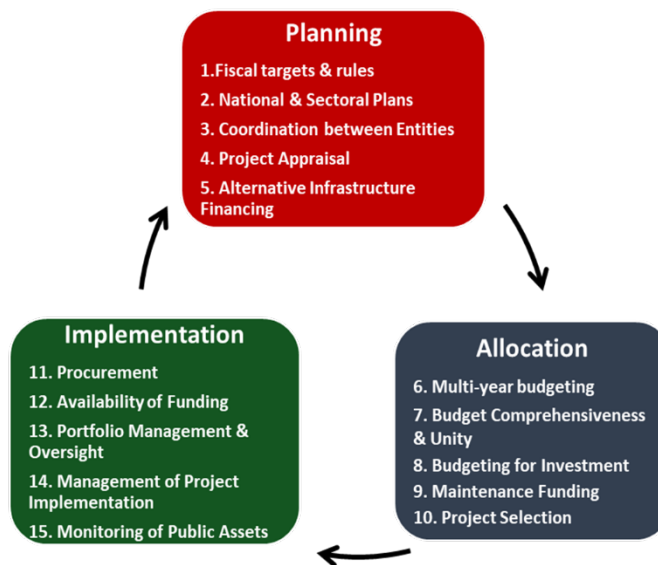 Planning
1.Fiscal targets & rules
2. National & Sectoral Plans
3. Coordination between Entities
4. Project Appraisal
5. Alternative Infrastructure
Financing
Implementation
11. Procurement
12. Availability of Funding
13. Portfolio Management &
Oversight
14. Management of Project
Implementation
15. Monitoring of Public Assets
Allocation
6. Multi-year budgeting
7. Budget Comprehensiveness
& Unity
8. Budgeting for Investment
9. Maintenance Funding
10. Project Selection